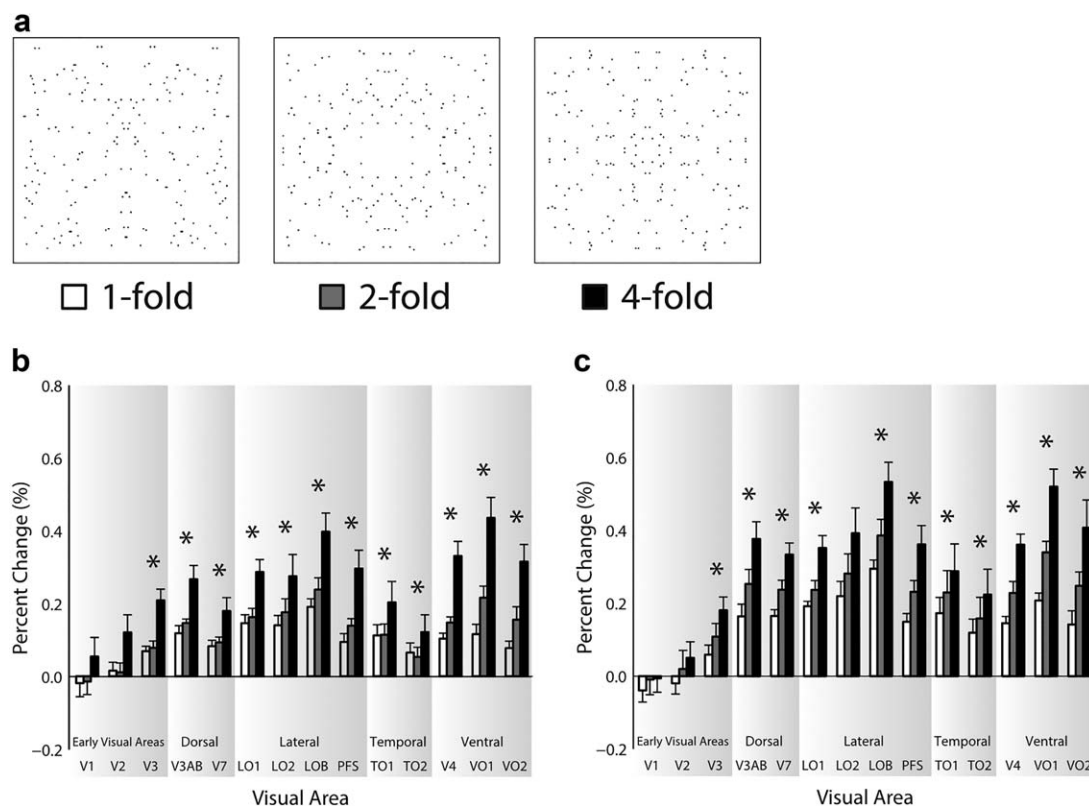 a
1-fold 2-fold 4-fold
b
0.8
0.6
0.4
0.2
0.0
−0.2
Percent Change (%)
* * * * * * * * * * * *
Early Visual Areas Dorsal Lateral Temporal Ventral
V1 V2 V3 V3AB V7 LO1 LO2 LOB PFS TO1 TO2 V4 VO1 VO2
Visual Area
c
0.8
0.6
0.4
0.2
0.0
−0.2
Percent Change (%)
* * * * * * * * * * *
Early Visual Areas Dorsal Lateral Temporal Ventral
V1 V2 V3 V3AB V7 LO1 LO2 LOB PFS TO1 TO2 V4 VO1 VO2
Visual Area